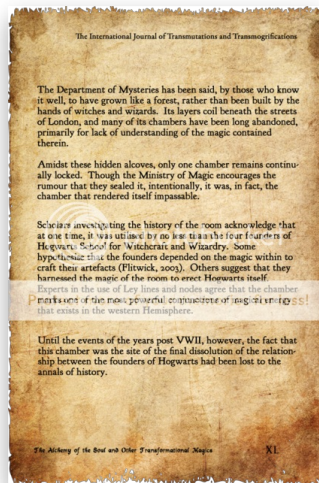 The International Journal of Transmutations and Transmogrifications
The Department of Mysteries has been said, by those who know
it well, to have grown like a forest, rather than been built by the
hands of witches and wizards. Its layers coil beneath the streets
of London, and many of its chambers have been long abandoned,
primarily for lack of understanding of the magic contained
therein.
Amidst these hidden alcoves, only one chamber remains continu-
ally locked. Though the Ministry of Magic encourages the
rumour that they sealed it, intentionally, it was, in fact, the
chamber that rendered itself impassable.
Scholars investigating the history of the room acknowledge that
at one time, it was utilised by no less than the four founders of
Hogwarts School for Witchcraft and Wizardry. Some
hypothesize that the founders depended on the magic within to
craft their artefacts (Flitwick, 2003). Others suggest that they
harnessed the magic of the room to erect Hogwarts itself.
Experts in the use of Ley lines and nodes agree that the chamber
marks one of the most powerful conjunctions of magical energy
that exists in the western Hemisphere.
Until the events of the years post VWII, however, the fact that
this chamber was the site of the final dissolution of the relation-
ship between the founders of Hogwarts had been lost to the
annals of history.
The Alchemy of the Soul and Other Transformational Magics
XI.